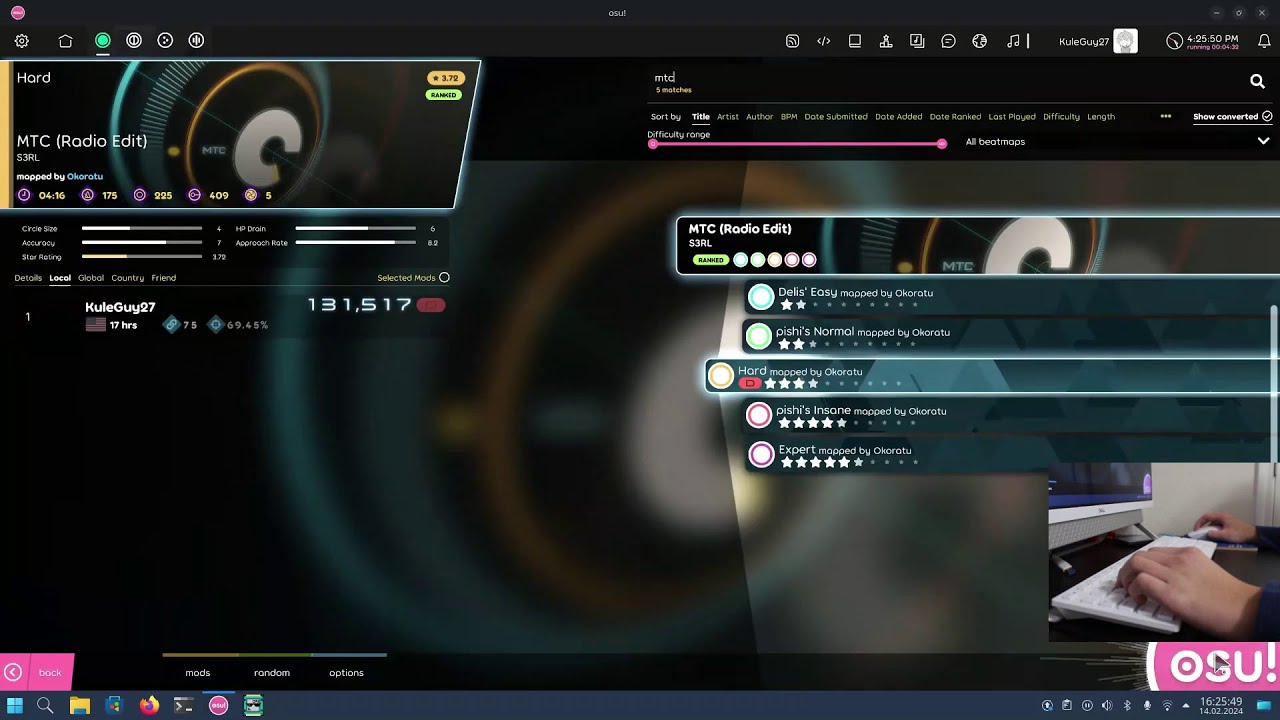 osu!
osu!
KuleGuy27
4:25:50 PM
running 00:04:32
Hard
3.72
RANKED
MTC
MTC (Radio Edit)
S3RL
mapped by Okoratu
04:16 175 225 409 5
Circle Size 4 HP Drain 6
Accuracy 7 Approach Rate 8.2
Star Rating 3.72
Details Local Global Country Friend Selected Mods
1
KuleGuy27
17 hrs
75
69.45%
131,517
D
mtc
5 matches
Sort by Title Artist Author BPM Date Submitted Date Added Date Ranked Last Played Difficulty Length
Show converted
Difficulty range
All beatmaps
MTC (Radio Edit)
S3RL
RANKED
MTC
Delis' Easy mapped by Okoratu
pishi's Normal mapped by Okoratu
Hard mapped by Okoratu
D
pishi's Insane mapped by Okoratu
Expert mapped by Okoratu
back
mods
random
options
osu!
osu!
16:25:49
14.02.2024